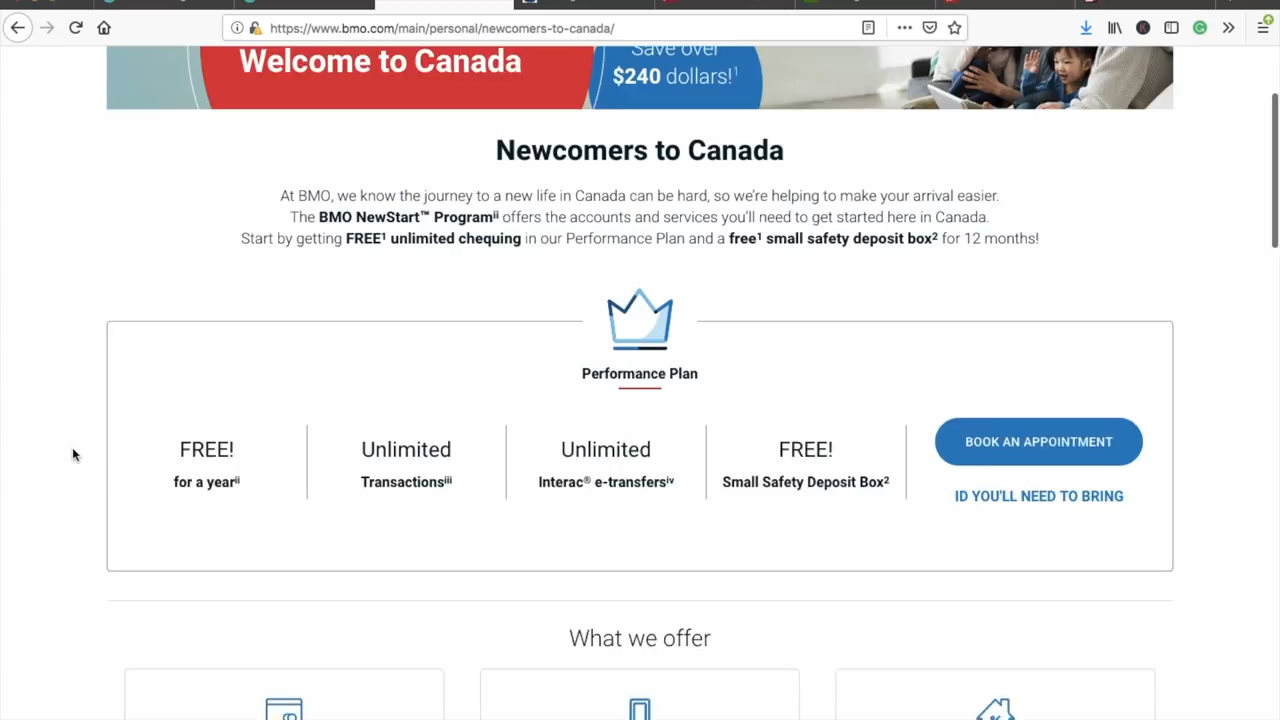 https://www.bmo.com/main/personal/newcomers-to-canada/
Welcome to Canada
Save over
$240 dollars!¹
Newcomers to Canada
At BMO, we know the journey to a new life in Canada can be hard, so we're helping to make your arrival easier.
The BMO NewStart™ Programⁱⁱ offers the accounts and services you'll need to get started here in Canada.
Start by getting FREE¹ unlimited chequing in our Performance Plan and a free¹ small safety deposit box² for 12 months!
Performance Plan
FREE!
for a yearⁱⁱ
Unlimited
Transactionsⁱⁱⁱ
Unlimited
Interac® e-transfersⁱᵛ
FREE!
Small Safety Deposit Box²
BOOK AN APPOINTMENT
ID YOU'LL NEED TO BRING
What we offer